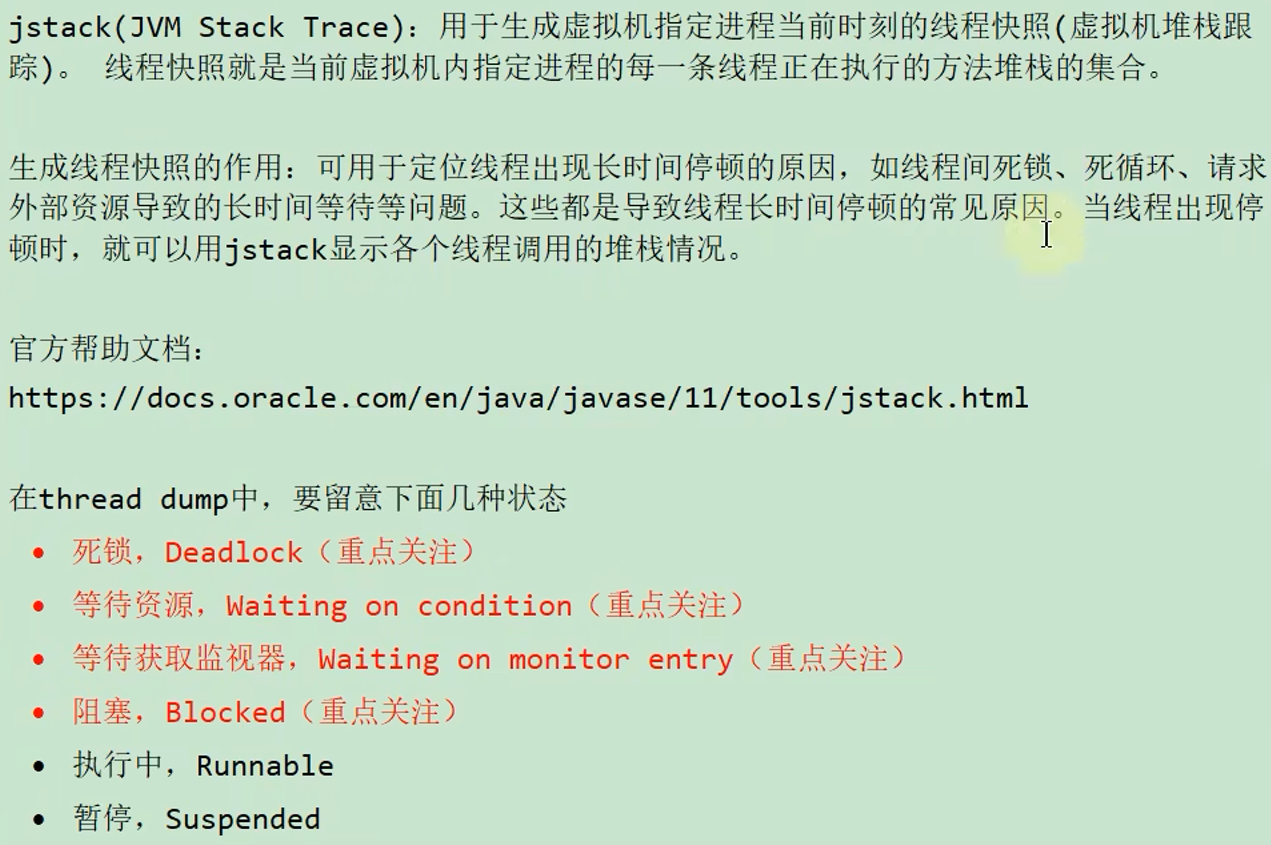 jstack(JVM Stack Trace)：用于生成虚拟机指定进程当前时刻的线程快照(虚拟机堆栈跟
踪)。 线程快照就是当前虚拟机内指定进程的每一条线程正在执行的方法堆栈的集合。
生成线程快照的作用：可用于定位线程出现长时间停顿的原因，如线程间死锁、死循环、请求
外部资源导致的长时间等待等问题。这些都是导致线程长时间停顿的常见原因。当线程出现停
顿时，就可以用jstack显示各个线程调用的堆栈情况。
官方帮助文档：
https://docs.oracle.com/en/java/javase/11/tools/jstack.html
在thread dump中，要留意下面几种状态
• 死锁，Deadlock（重点关注）
• 等待资源，Waiting on condition（重点关注）
• 等待获取监视器，Waiting on monitor entry（重点关注）
• 阻塞，Blocked（重点关注）
• 执行中，Runnable
• 暂停，Suspended